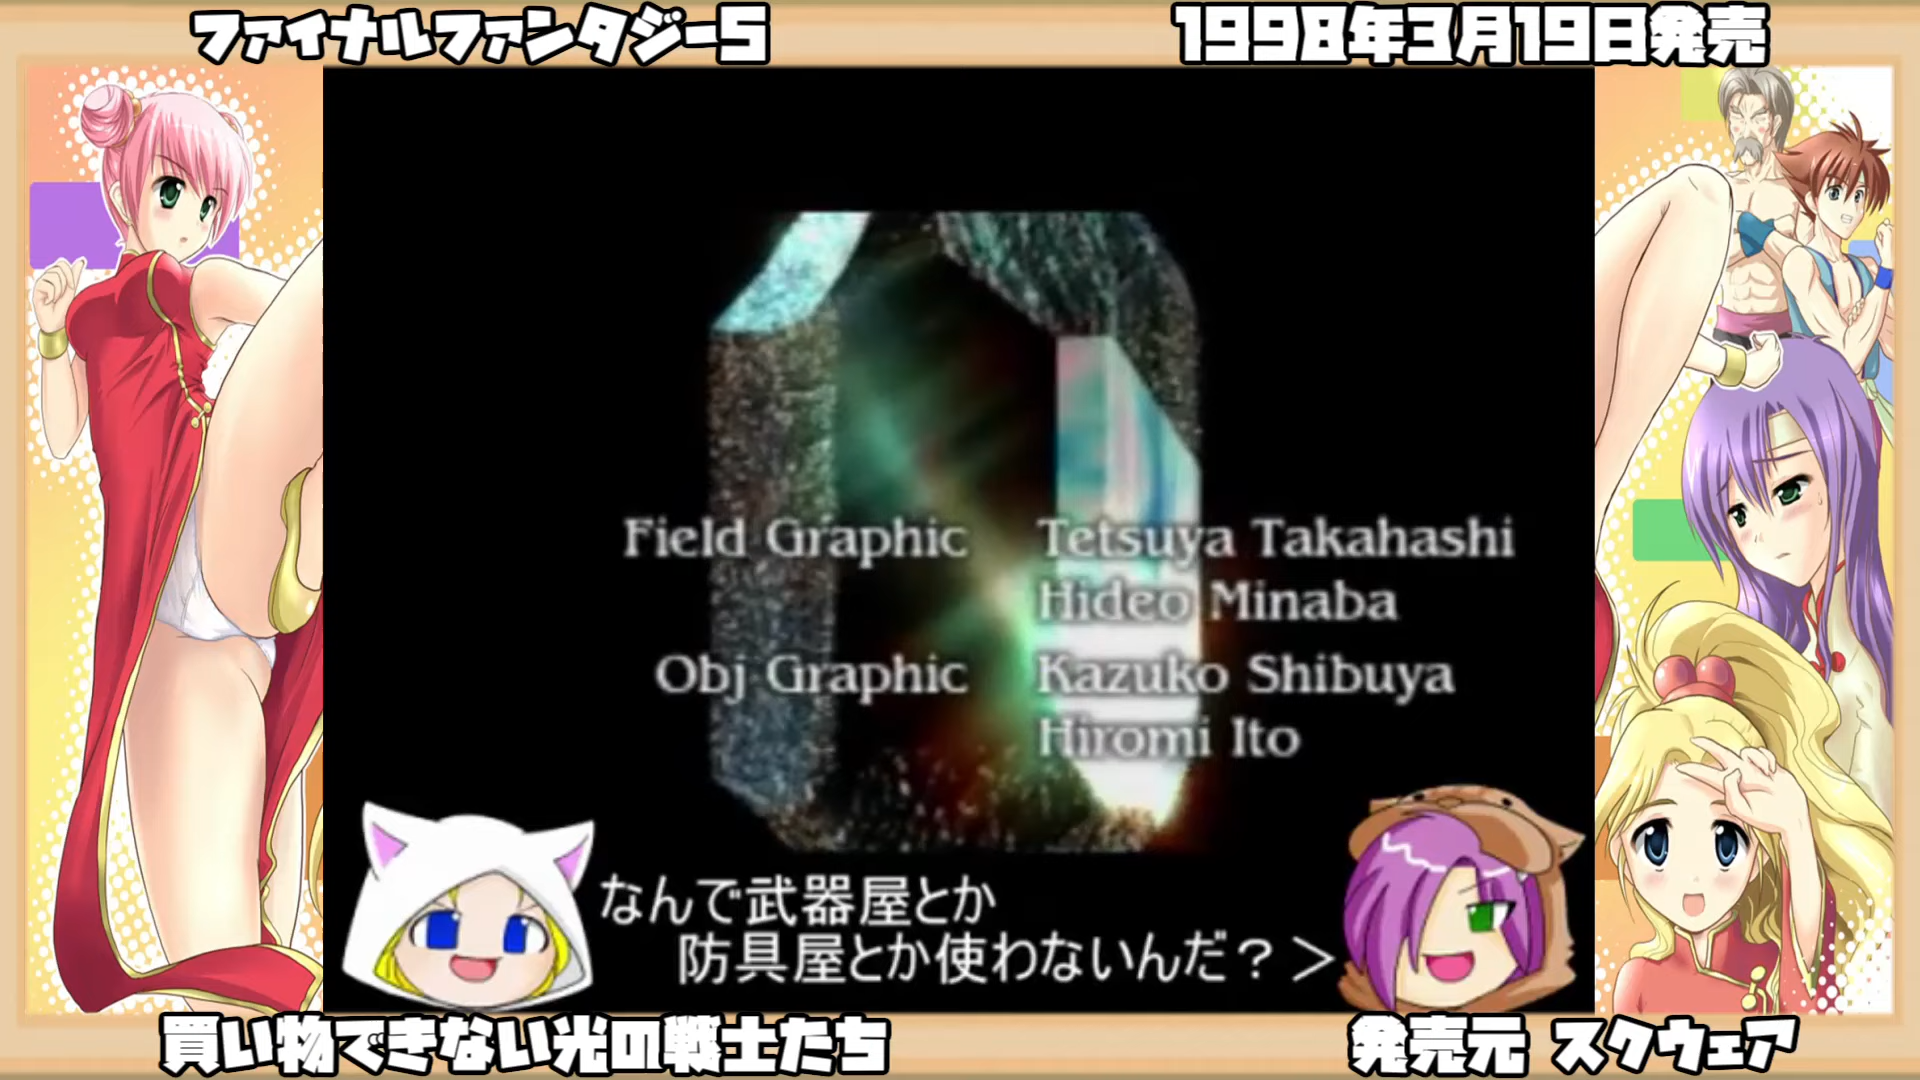 ファイナルファンタジー5
1998年3月19日発売
Field Graphic Tetsuya Takahashi
Hideo Minaba
Obj Graphic Kazuko Shibuya
Hiromi Ito
なんで武器屋とか
防具屋とか使わないんだ？＞
買い物できない光の戦士たち
発売元 スクウェア